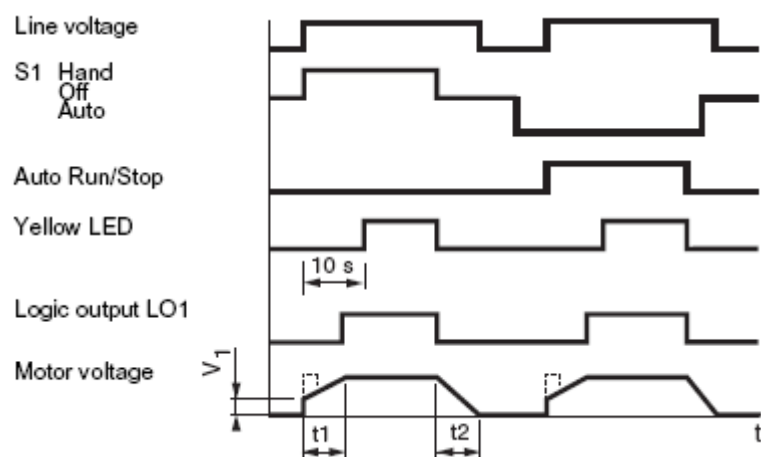 Line voltage
S1 Hand
Off
Auto
Auto Run/Stop
Yellow LED
10 s
Logic output LO1
Motor voltage
V1
t
t1
t2